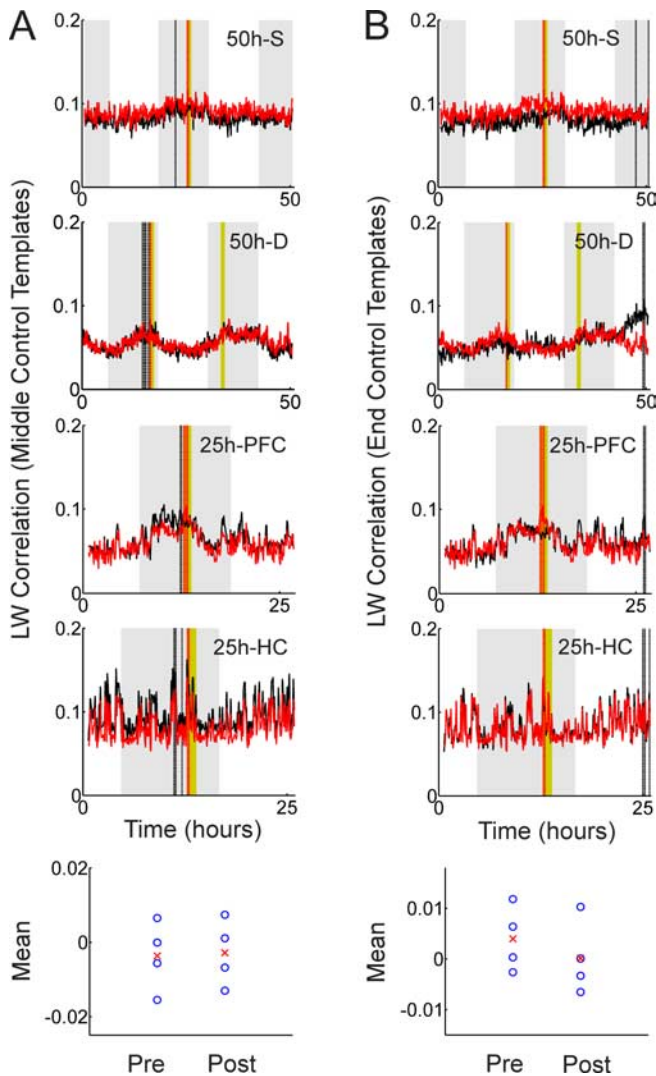 A
LW Correlation (Middle Control Templates)
0.2
50h-S
0.1
0
0
50
0.2
50h-D
0.1
0
0
50
0.2
25h-PFC
0.1
0
0
25
0.2
25h-HC
0.1
0
0
25
Time (hours)
Mean
0.02
0
-0.02
Pre Post
B
LW Correlation (End Control Templates)
0.2
50h-S
0.1
0
0
50
0.2
50h-D
0.1
0
0
50
0.2
25h-PFC
0.1
0
0
25
0.2
25h-HC
0.1
0
0
25
Time (hours)
Mean
0.01
0
-0.01
Pre Post